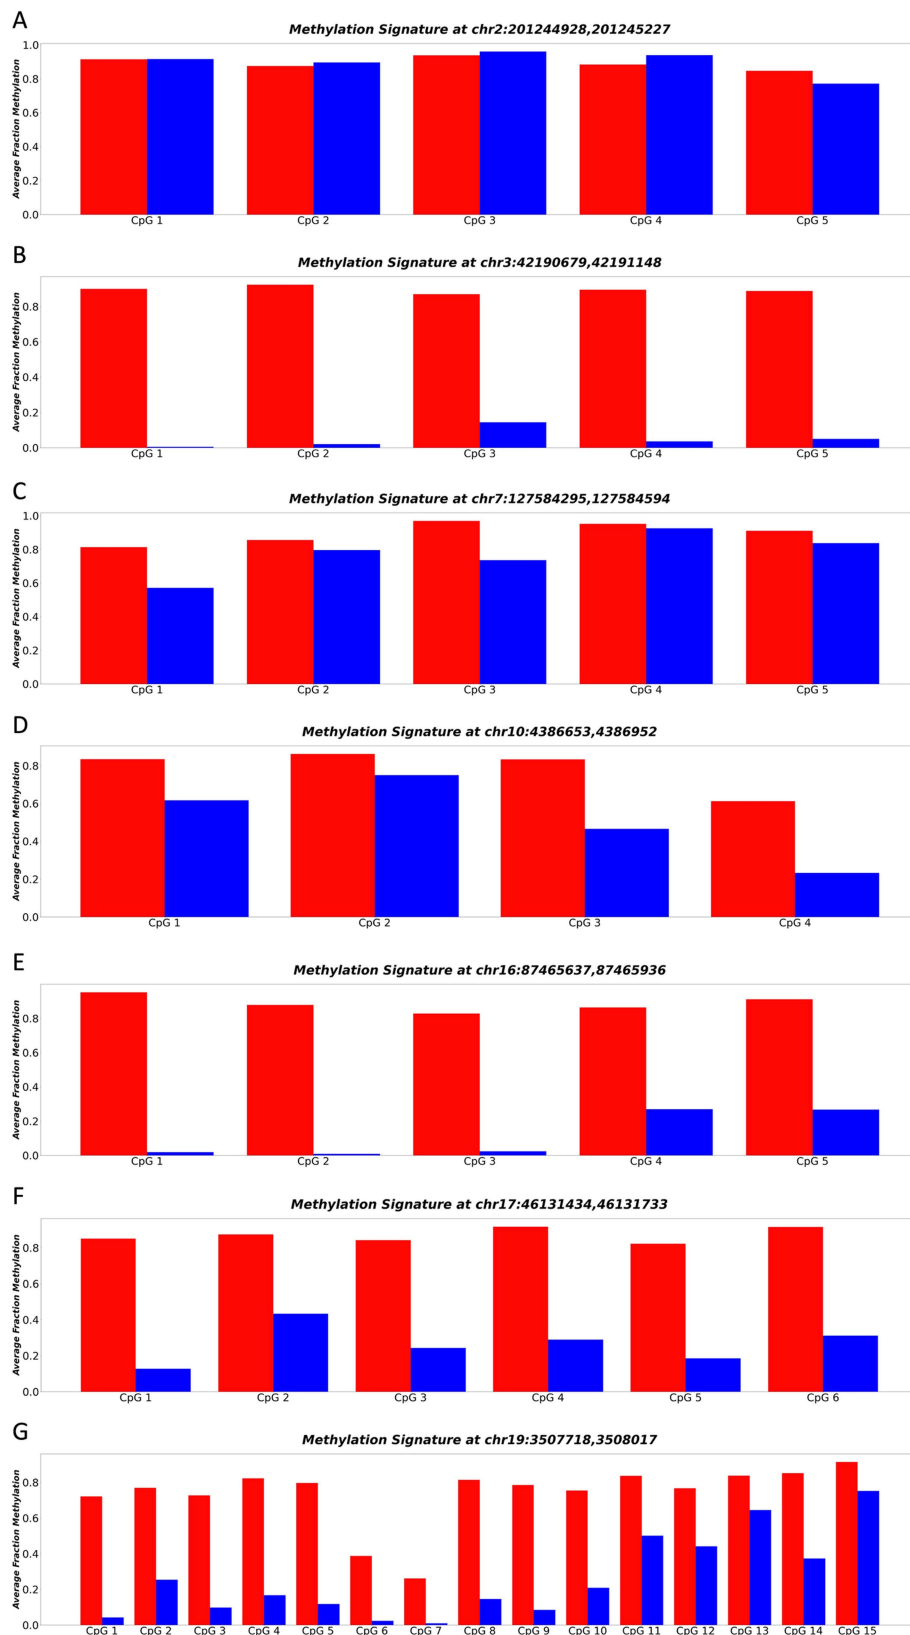 A
Methylation Signature at chr2:201244928,201245227
Average Fraction Methylation
1.0
0.8
0.6
0.4
0.2
0.0
CpG 1 CpG 2 CpG 3 CpG 4 CpG 5
B
Methylation Signature at chr3:42190679,42191148
Average Fraction Methylation
0.8
0.6
0.4
0.2
0.0
CpG 1 CpG 2 CpG 3 CpG 4 CpG 5
C
Methylation Signature at chr7:127584295,127584594
Average Fraction Methylation
1.0
0.8
0.6
0.4
0.2
0.0
CpG 1 CpG 2 CpG 3 CpG 4 CpG 5
D
Methylation Signature at chr10:4386653,4386952
Average Fraction Methylation
0.8
0.6
0.4
0.2
0.0
CpG 1 CpG 2 CpG 3 CpG 4
E
Methylation Signature at chr16:87465637,87465936
Average Fraction Methylation
0.8
0.6
0.4
0.2
0.0
CpG 1 CpG 2 CpG 3 CpG 4 CpG 5
F
Methylation Signature at chr17:46131434,46131733
Average Fraction Methylation
0.8
0.6
0.4
0.2
0.0
CpG 1 CpG 2 CpG 3 CpG 4 CpG 5 CpG 6
G
Methylation Signature at chr19:3507718,3508017
Average Fraction Methylation
0.8
0.6
0.4
0.2
0.0
CpG 1 CpG 2 CpG 3 CpG 4 CpG 5 CpG 6 CpG 7 CpG 8 CpG 9 CpG 10 CpG 11 CpG 12 CpG 13 CpG 14 CpG 15